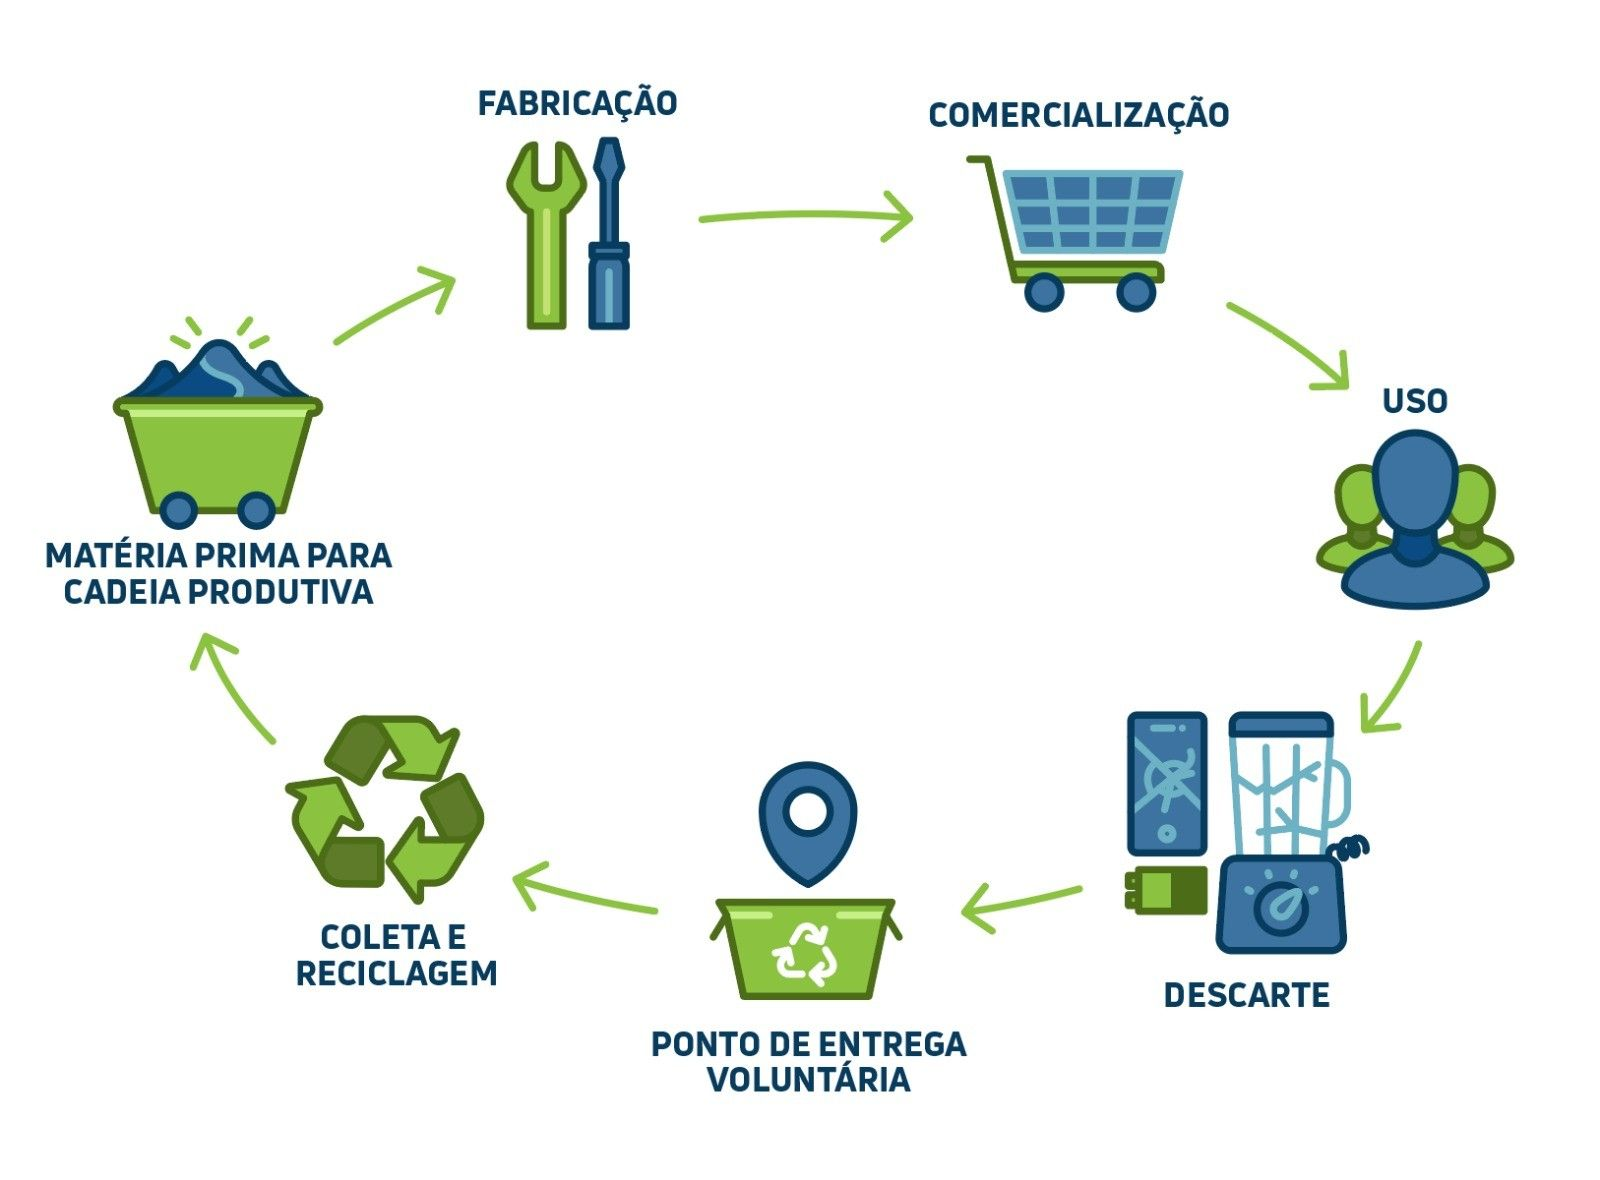 FABRICAÇÃO
COMERCIALIZAÇÃO
USO
MATÉRIA PRIMA PARA
CADEIA PRODUTIVA
COLETA E
RECICLAGEM
DESCARTE
PONTO DE ENTREGA
VOLUNTÁRIA